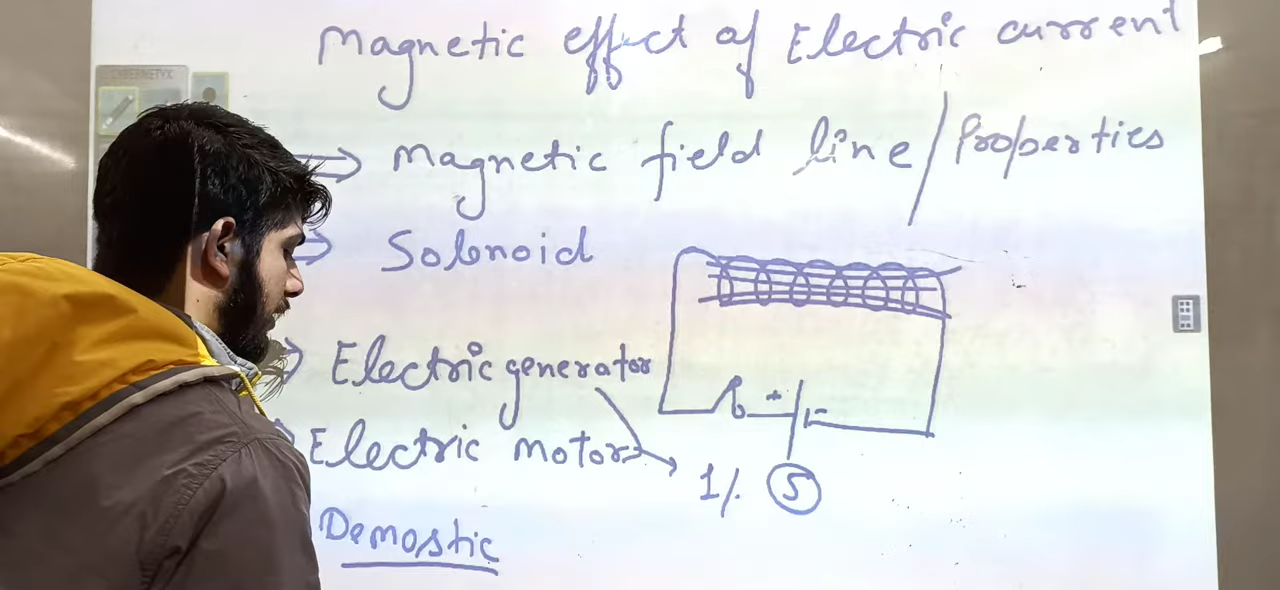 Magnetic effect of Electric current
⇒ Magnetic field line / Properties
⇒ Solenoid
⇒ Electric generator
+ -
⇒ Electric motor
1/. 5
Demostic